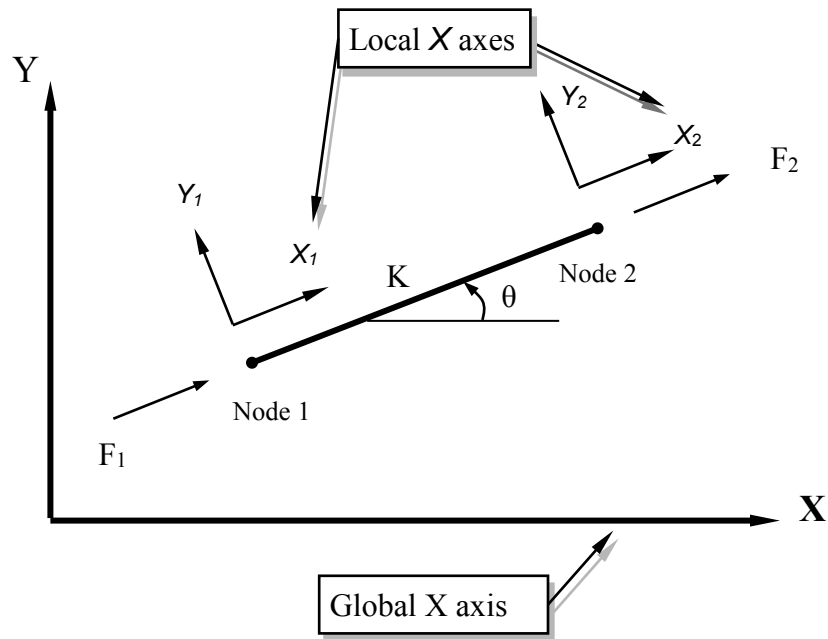 Local X axes
Y
Y₂
X₂
F₂
Y₁
X₁
K
Node 2
θ
Node 1
F₁
X
Global X axis